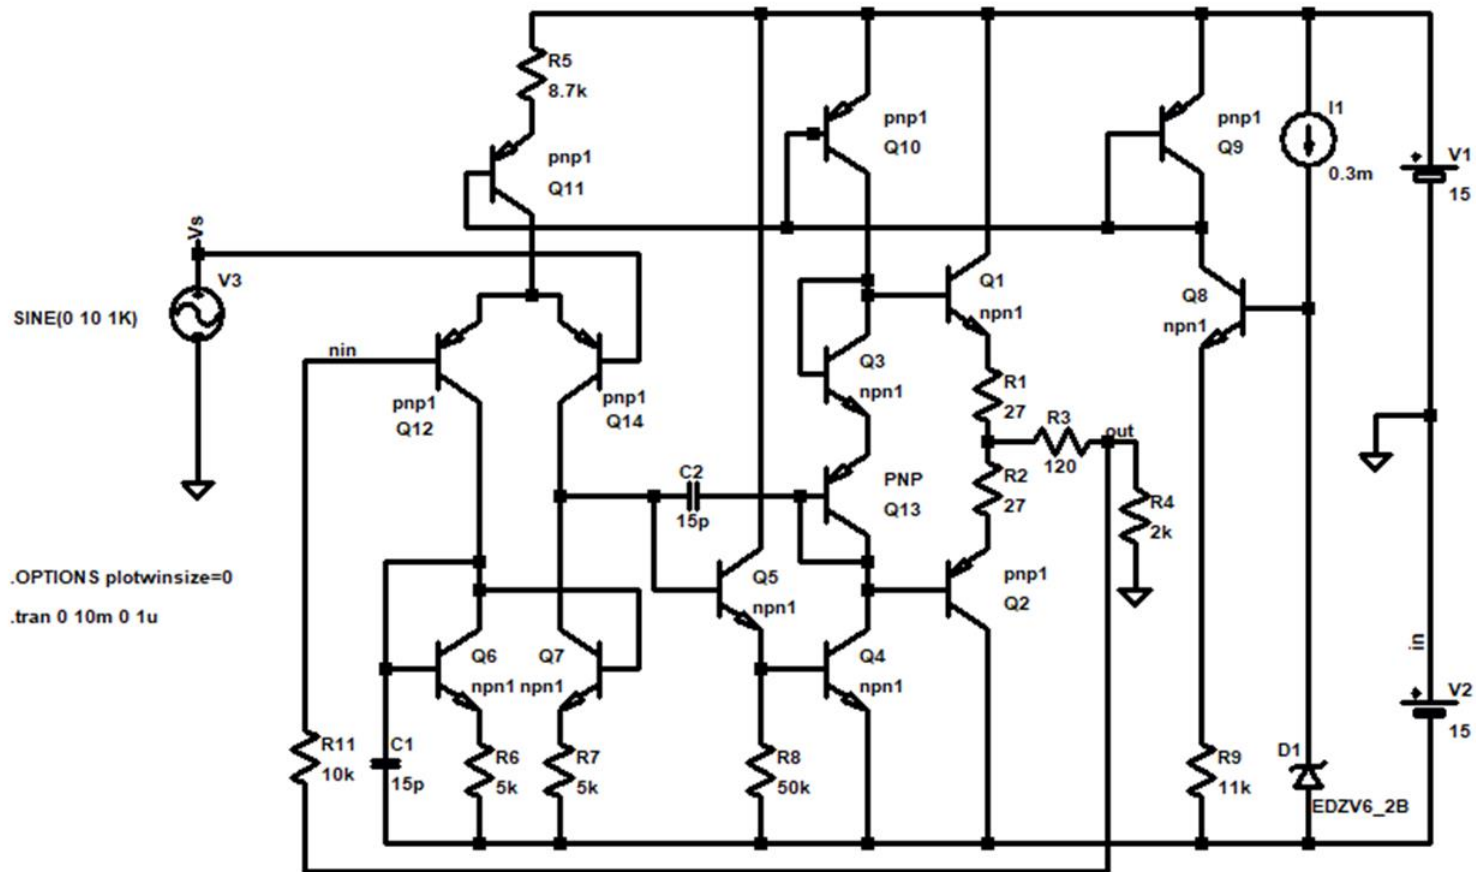 R5
8.7k
pnp1
Q11
pnp1
Q10
pnp1
Q9
I1
0.3m
V1
15
Vs
V3
SINE(0 10 1K)
nin
pnp1
Q12
pnp1
Q14
Q3
npn1
Q1
npn1
Q8
npn1
R1
27
R3
120
out
R2
27
R4
2k
C2
15p
PNP
Q13
.OPTIONS plotwinsize=0
.tran 0 10m 0 1u
Q5
npn1
pnp1
Q2
Q6
npn1
Q7
npn1
Q4
npn1
in
V2
15
R11
10k
C1
15p
R6
5k
R7
5k
R8
50k
R9
11k
D1
EDZV6_2B